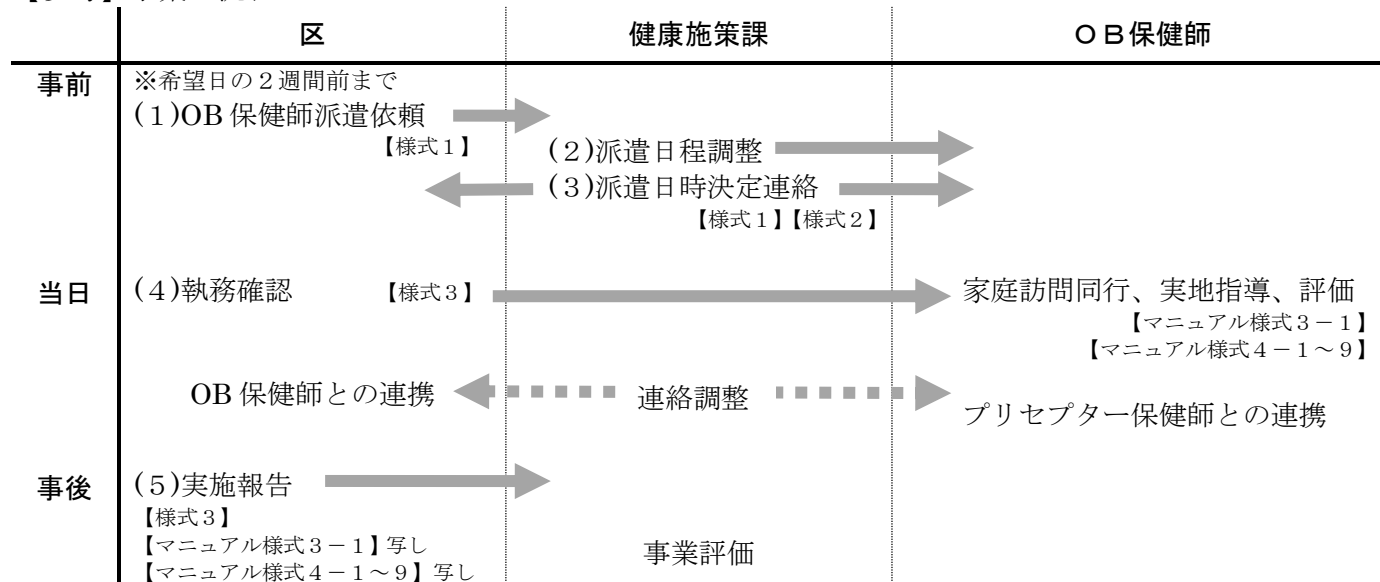 区 健康施策課 ＯＢ保健師
事前 ※希望日の２週間前まで
(１)OB 保健師派遣依頼
【様式１】
(２)派遣日程調整
(３)派遣日時決定連絡
【様式１】【様式２】
当日 (４)執務確認 【様式３】 家庭訪問同行、実地指導、評価
【マニュアル様式３－１】
【マニュアル様式４－１～９】
OB 保健師との連携 連絡調整
プリセプター保健師との連携
事後 (５)実施報告
【様式３】
【マニュアル様式３－１】写し
事業評価
【マニュアル様式４－１～９】写し